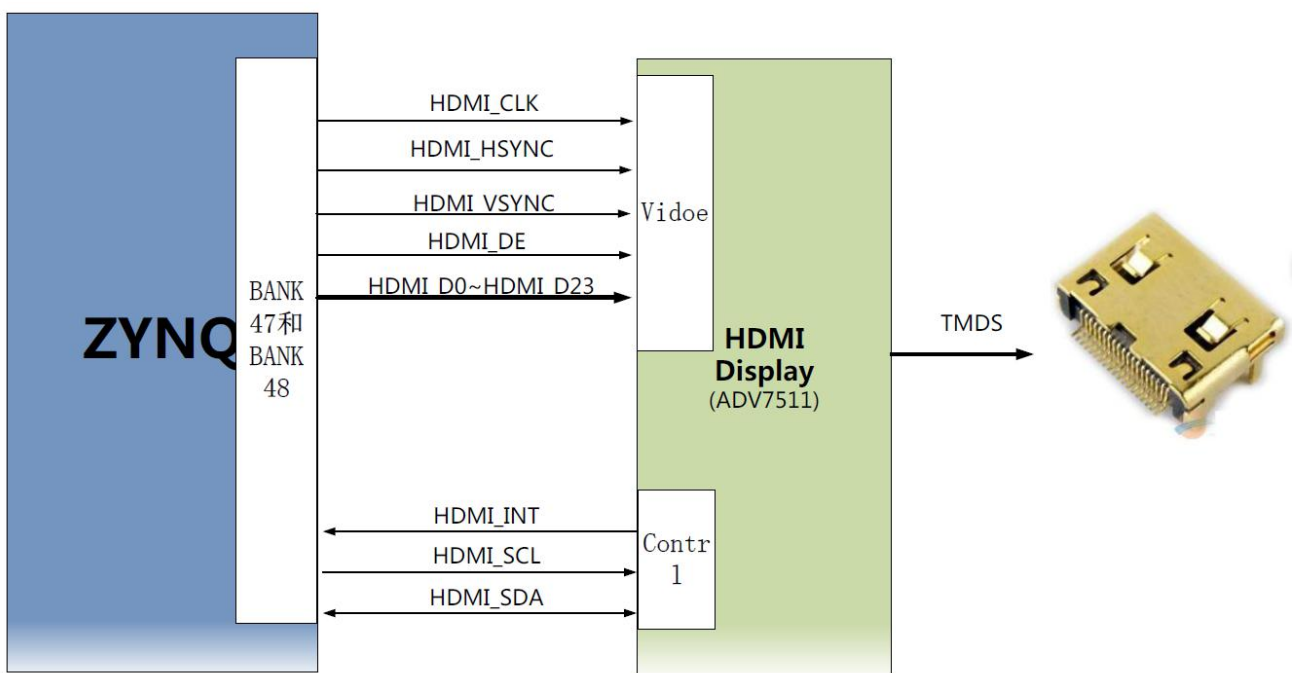 HDMI_CLK
HDMI_HSYNC
HDMI_VSYNC
HDMI_DE
HDMI_D0~HDMI_D23
ZYNQ
BANK
47和
BANK
48
Vidoe
HDMI
Display
(ADV7511)
TMDS
HDMI_INT
HDMI_SCL
HDMI_SDA
Contr
l